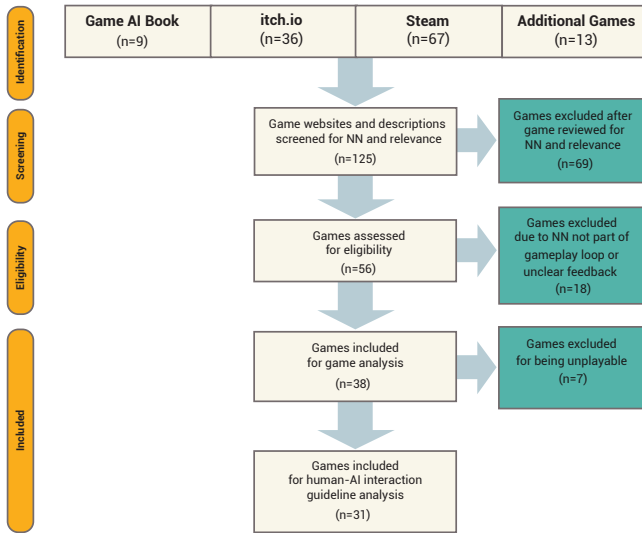 Identification
Game AI Book
(n=9)
itch.io
(n=36)
Steam
(n=67)
Additional Games
(n=13)
Screening
Game websites and descriptions
screened for NN and relevance
(n=125)
Games excluded after
game reviewed for
NN and relevance
(n=69)
Eligibility
Games assessed
for eligibility
(n=56)
Games excluded
due to NN not part of
gameplay loop or
unclear feedback
(n=18)
Included
Games included
for game analysis
(n=38)
Games excluded
for being unplayable
(n=7)
Games included
for human-AI interaction
guideline analysis
(n=31)